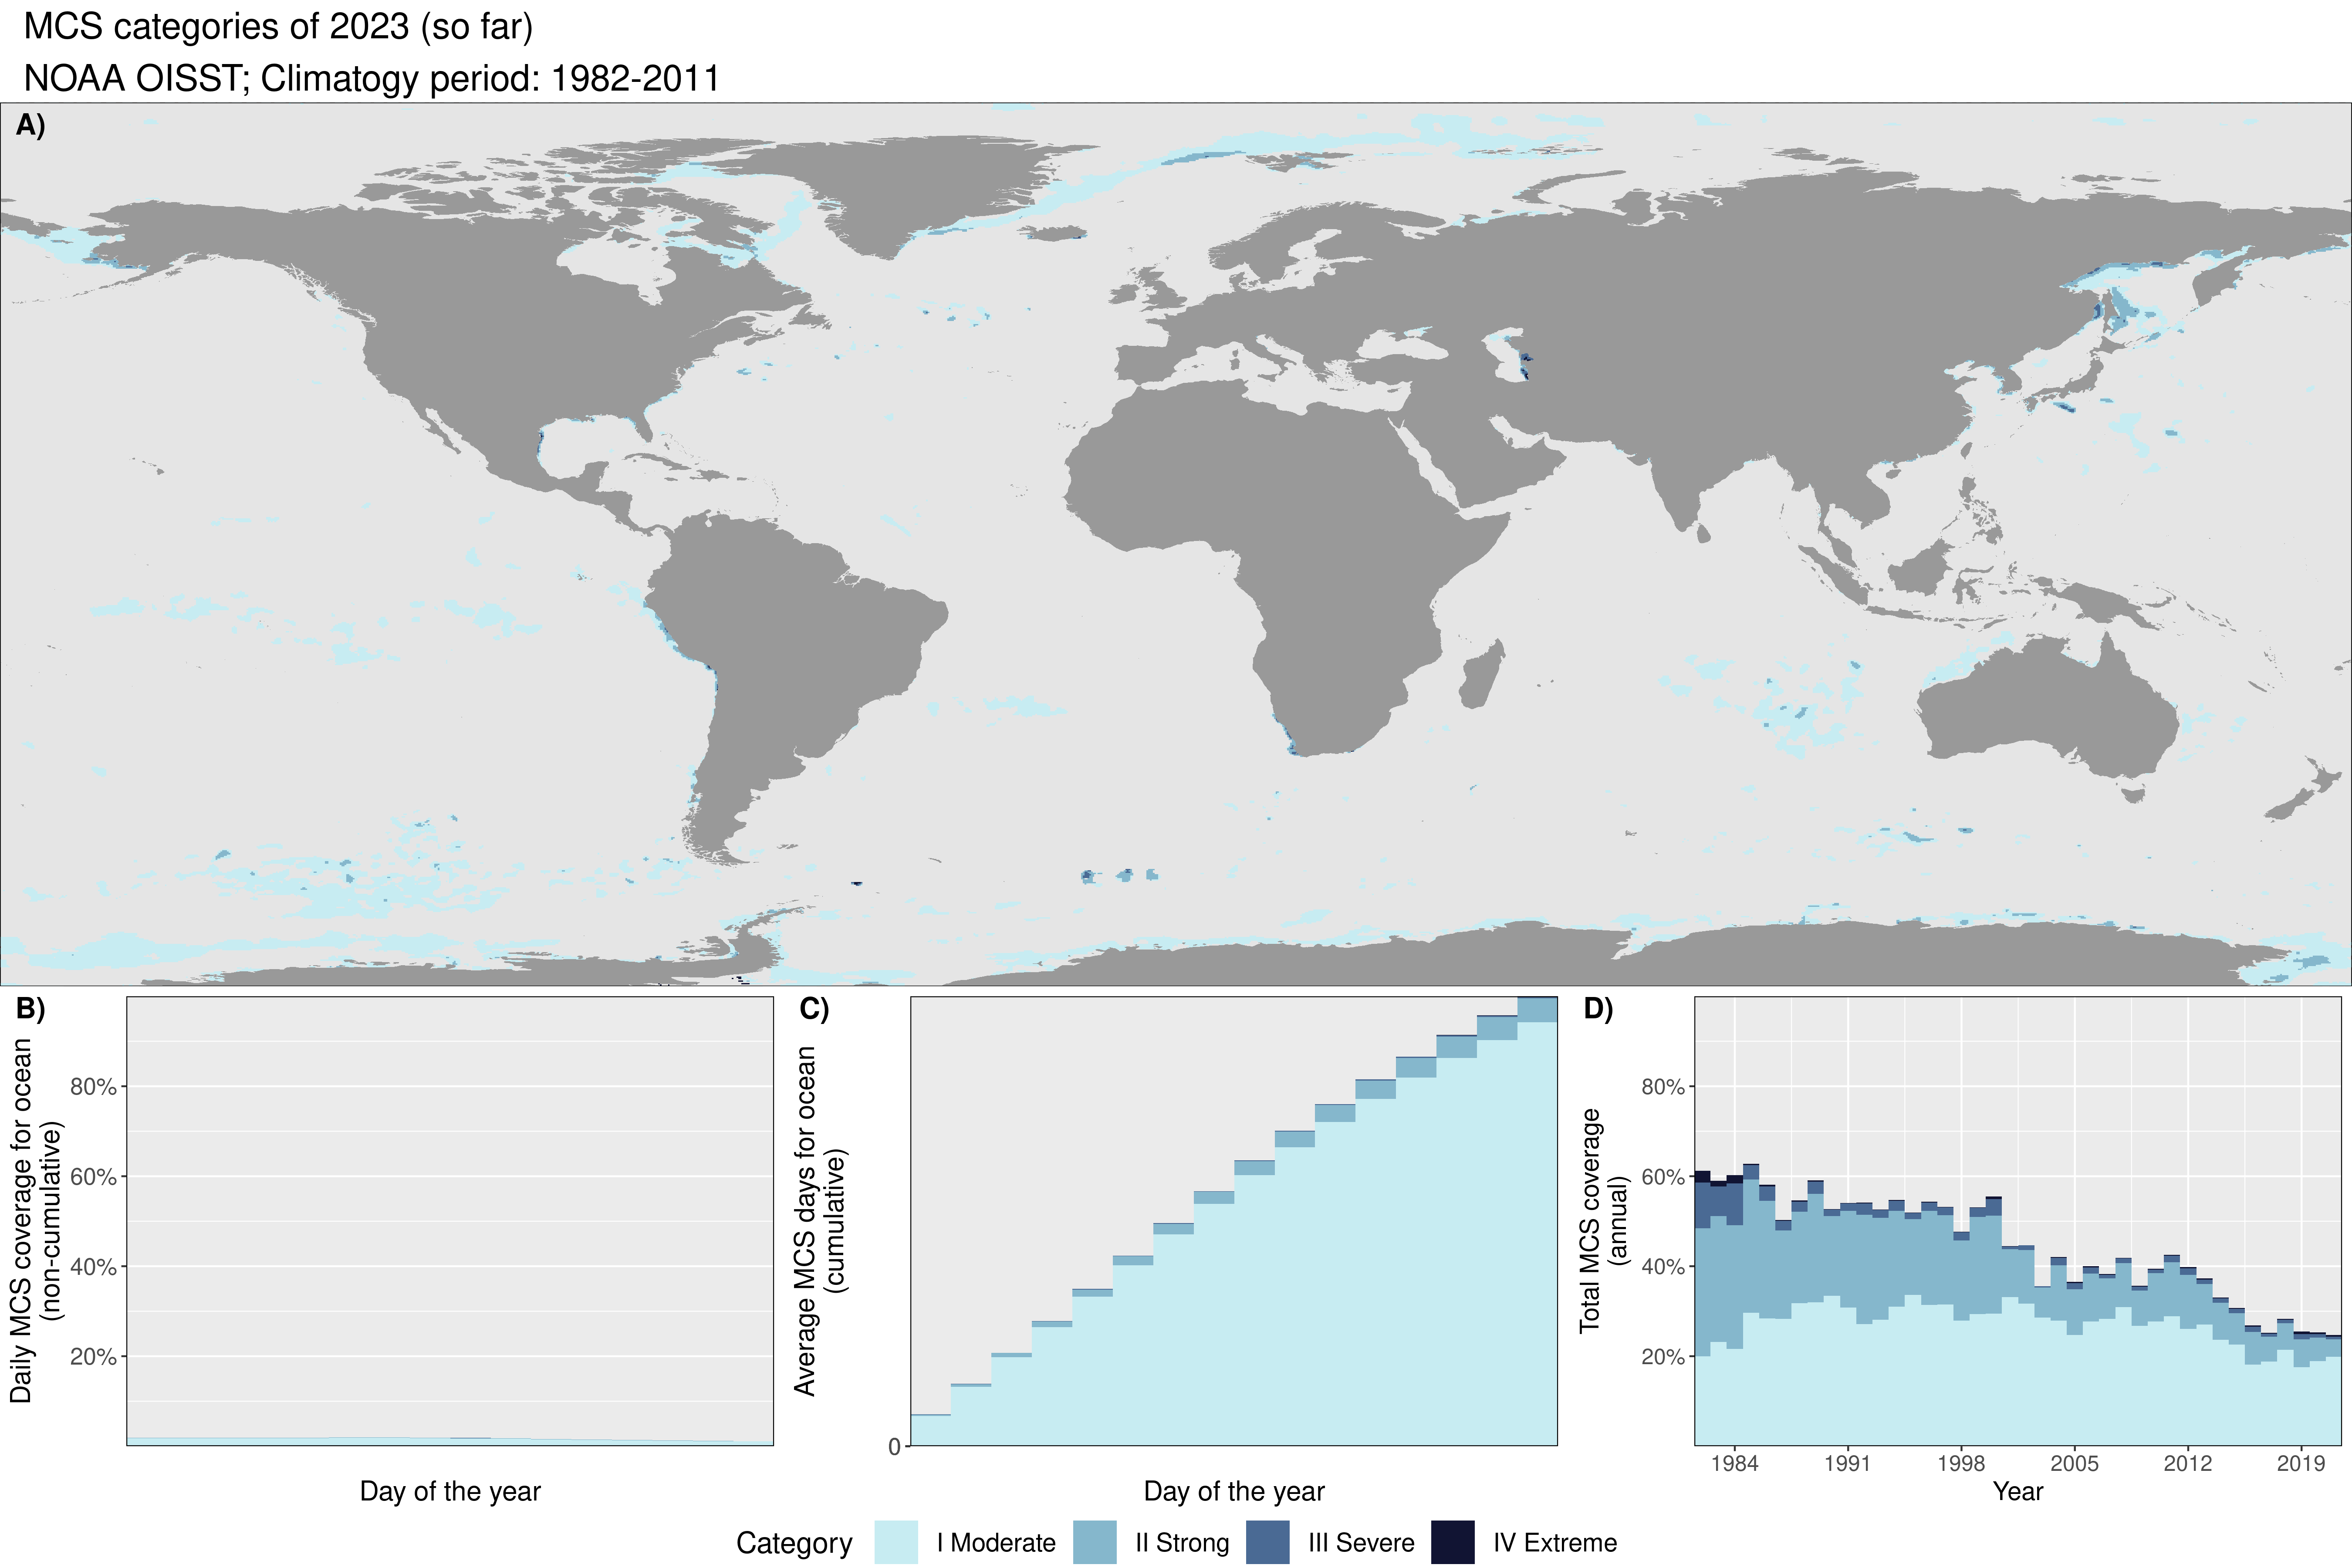 MCS categories of 2023 (so far)
NOAA OISST; Climatogy period: 1982-2011
A)
B)
Daily MCS coverage for ocean
(non-cumulative)
80%
60%
40%
20%
Day of the year
C)
Average MCS days for ocean
(cumulative)
0
Day of the year
D)
Total MCS coverage
(annual)
80%
60%
40%
20%
1984 1991 1998 2005 2012 2019
Year
Category I Moderate II Strong III Severe IV Extreme